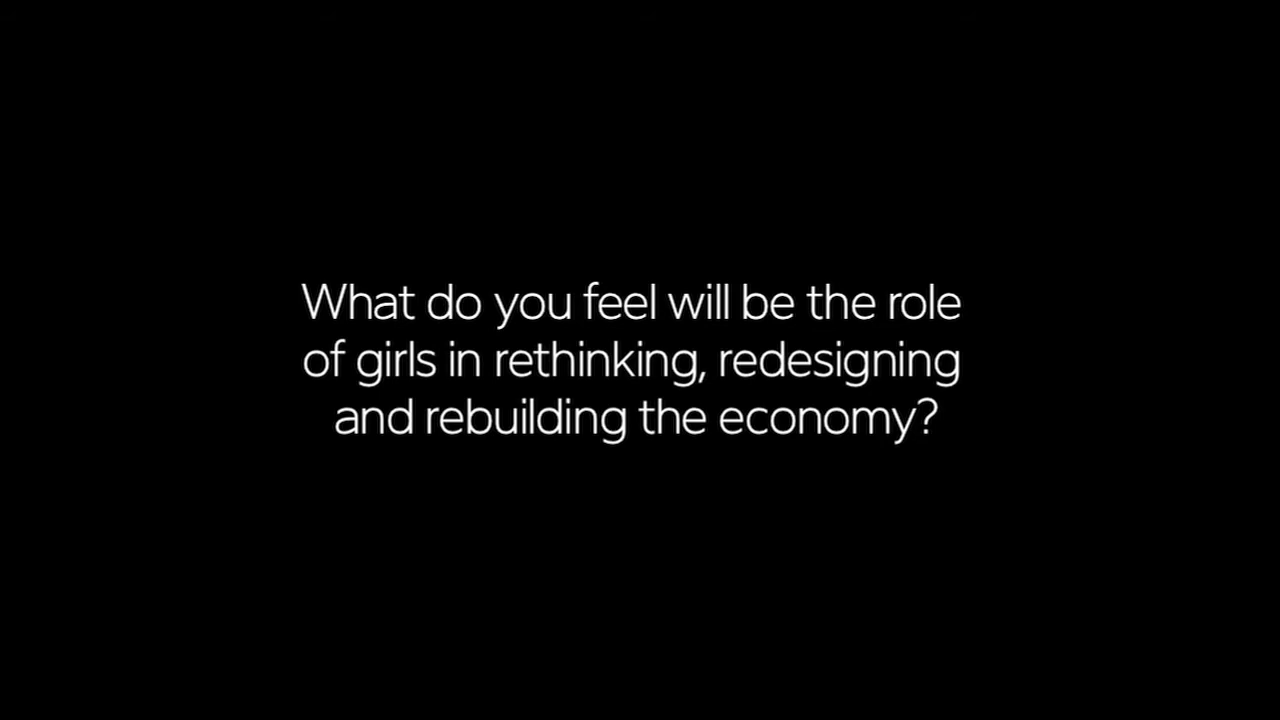 What do you feel will be the role
of girls in rethinking, redesigning
and rebuilding the economy?